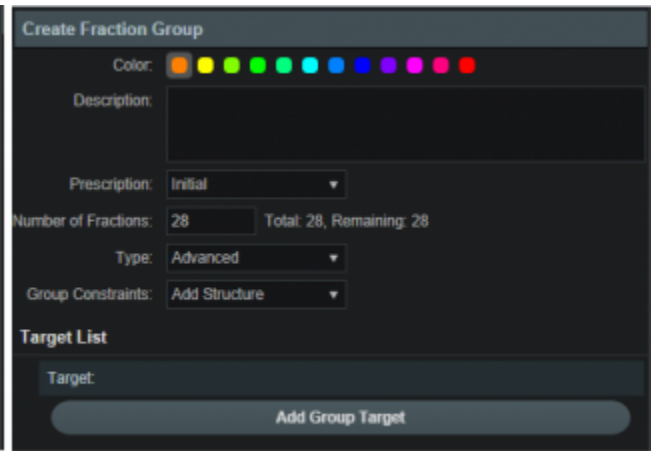 Create Fraction Group
Color:
Description:
Prescription: Initial
Number of Fractions: 28 Total: 28, Remaining: 28
Type: Advanced
Group Constraints: Add Structure
Target List
Target:
Add Group Target